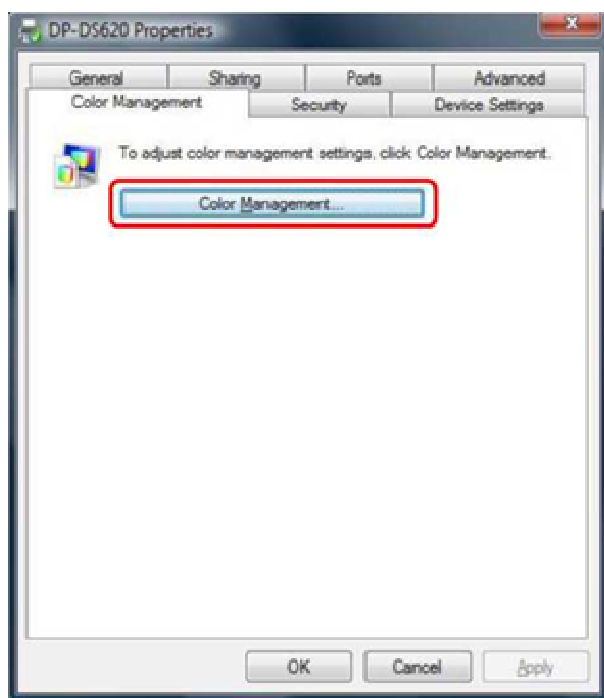 DP-DS620 Properties
General Sharing Ports Advanced
Color Management Security Device Settings
To adjust color management settings, click Color Management.
Color Management...
OK Cancel Apply